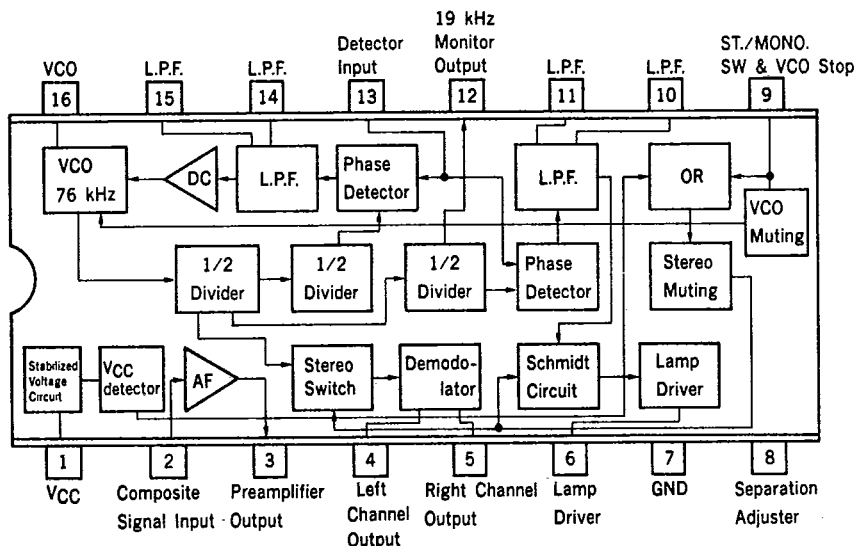 19 kHz
Detector Monitor ST./MONO.
VCO L.P.F. L.P.F. Input Output L.P.F. L.P.F. SW & VCO Stop
16 15 14 13 12 11 10 9
VCO
76 kHz
DC
L.P.F.
Phase
Detector
L.P.F.
OR
VCO
Muting
1/2
Divider
1/2
Divider
1/2
Divider
Phase
Detector
Stereo
Muting
Stabilized
Voltage
Circuit
VCC
detector
AF
Stereo
Switch
Demodo-
lator
Schmidt
Circuit
Lamp
Driver
1 2 3 4 5 6 7 8
VCC Composite Preamplifier Left Right Channel Lamp GND Separation
Signal Input Output Channel Output Driver Adjuster
Output